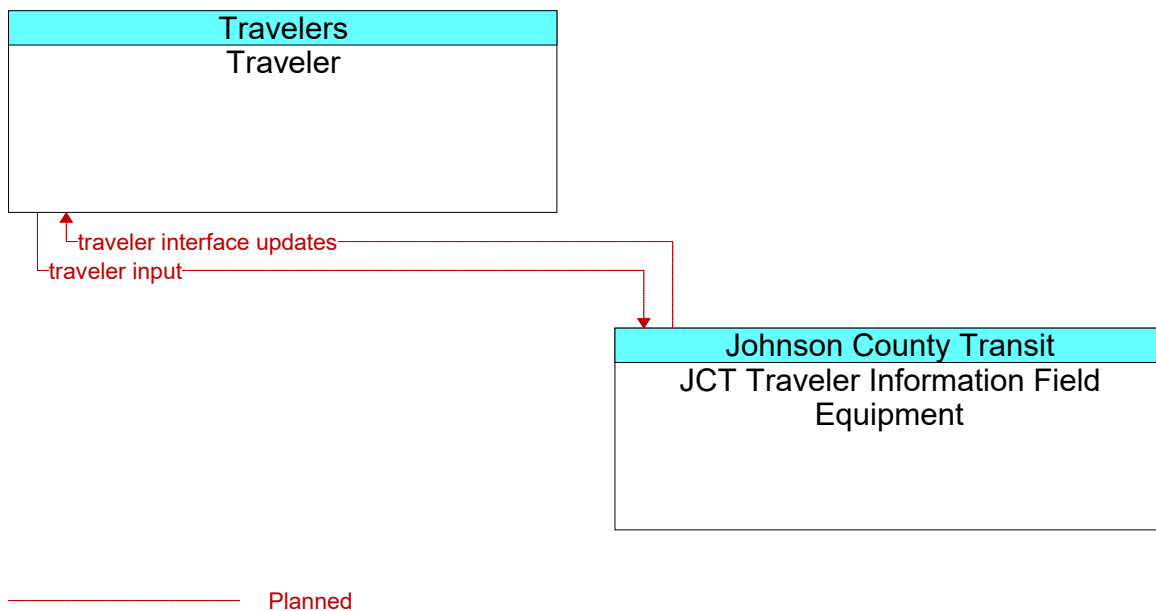 Travelers
Traveler
traveler interface updates
traveler input
Johnson County Transit
JCT Traveler Information Field
Equipment
Planned